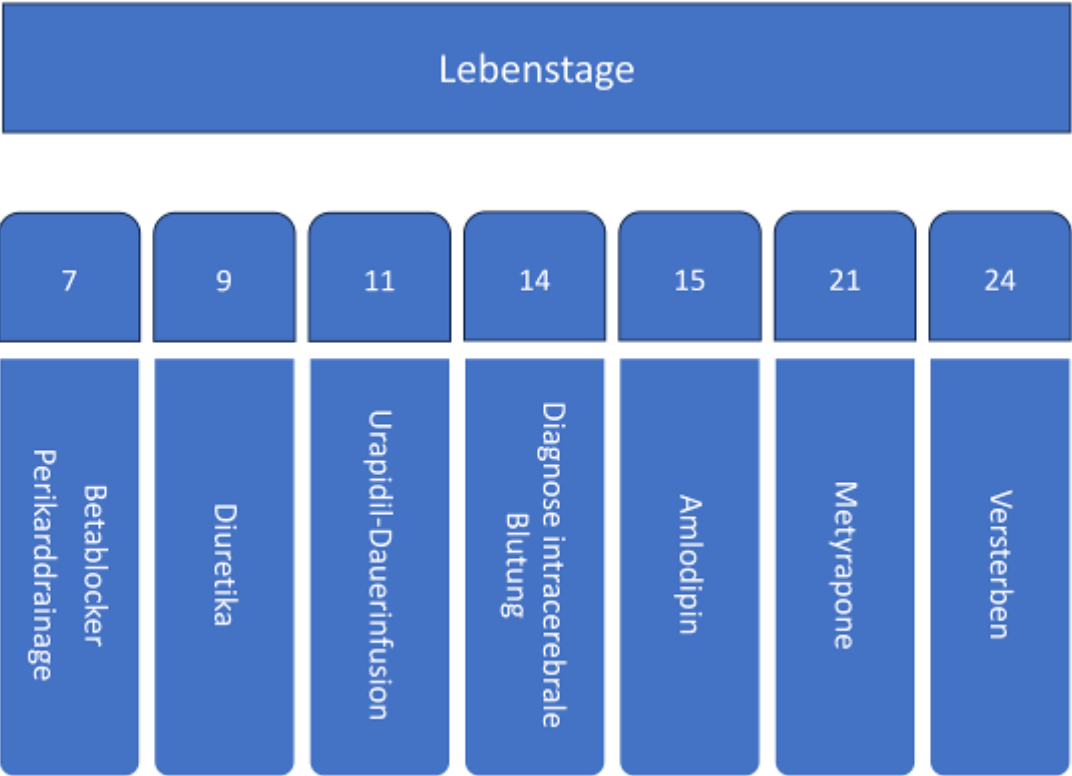 Lebenstage
7
9
11
14
15
21
24
Betablocker
Perikarddrainage
Diuretika
Urapidil-Dauerinfusion
Diagnose intracerebrale
Blutung
Amlodipin
Metyrapone
Versterben